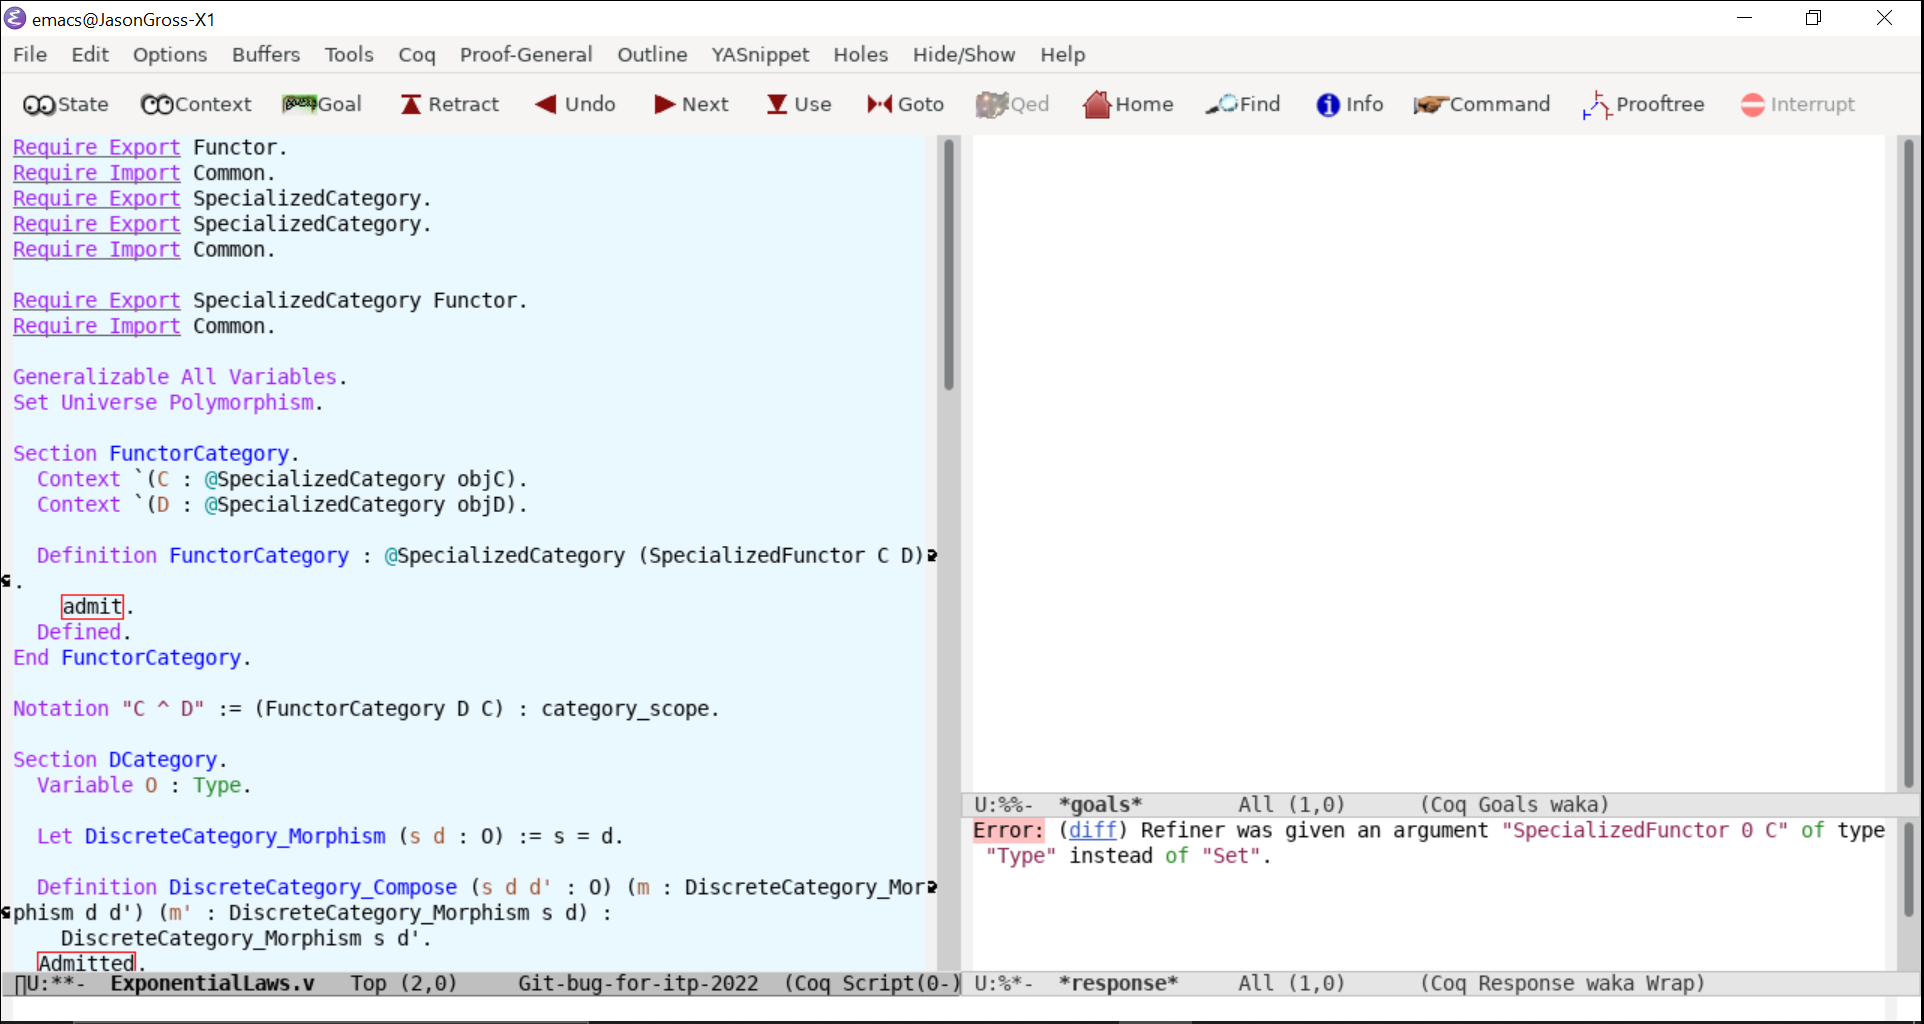 emacs@JasonGross-X1
File Edit Options Buffers Tools Coq Proof-General Outline YASnippet Holes Hide/Show Help
State Context Goal Retract Undo Next Use Goto Qed Home Find Info Command Prooftree Interrupt
Require Export Functor.
Require Import Common.
Require Export SpecializedCategory.
Require Export SpecializedCategory.
Require Import Common.
Require Export SpecializedCategory Functor.
Require Import Common.
Generalizable All Variables.
Set Universe Polymorphism.
Section FunctorCategory.
Context `(C : @SpecializedCategory objC).
Context `(D : @SpecializedCategory objD).
Definition FunctorCategory : @SpecializedCategory (SpecializedFunctor C D)
.
admit.
Defined.
End FunctorCategory.
Notation "C ^ D" := (FunctorCategory D C) : category_scope.
Section DCategory.
Variable O : Type.
Let DiscreteCategory_Morphism (s d : O) := s = d.
Definition DiscreteCategory_Compose (s d d' : O) (m : DiscreteCategory_Mor
phism d d') (m' : DiscreteCategory_Morphism s d) :
DiscreteCategory_Morphism s d'.
Admitted.
U:**- ExponentialLaws.v Top (2,0) Git-bug-for-itp-2022 (Coq Script(0-)
U:%%- *goals* All (1,0) (Coq Goals waka)
Error: (diff) Refiner was given an argument "SpecializedFunctor 0 C" of type
"Type" instead of "Set".
U:%*- *response* All (1,0) (Coq Response waka Wrap)